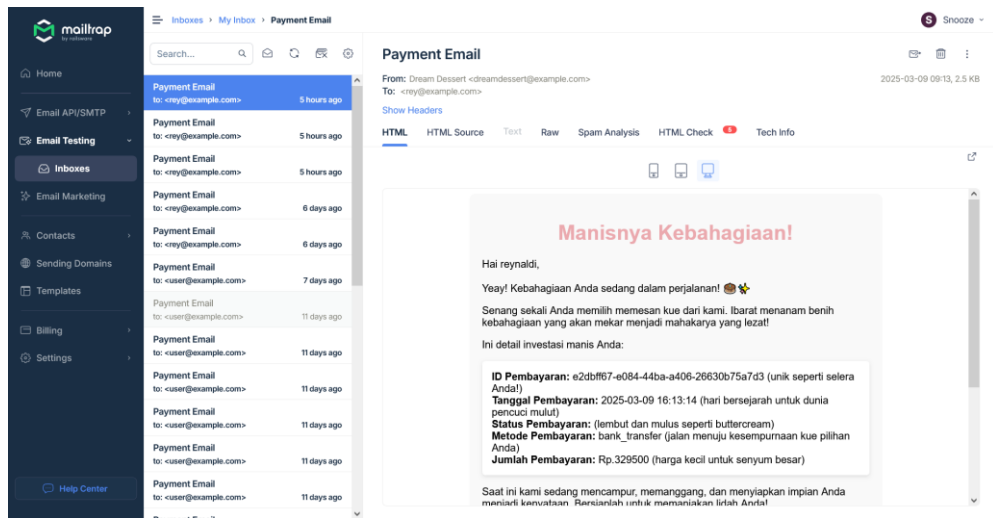 mailtrap
by railsware
Inboxes › My Inbox › Payment Email
S Snooze
Home
Email API/SMTP
Email Testing
Inboxes
Email Marketing
Contacts
Sending Domains
Templates
Billing
Settings
Help Center
Search...
Payment Email
to: <rey@example.com> 5 hours ago
Payment Email
to: <rey@example.com> 5 hours ago
Payment Email
to: <rey@example.com> 5 hours ago
Payment Email
to: <rey@example.com> 6 days ago
Payment Email
to: <rey@example.com> 6 days ago
Payment Email
to: <user@example.com> 7 days ago
Payment Email
to: <user@example.com> 11 days ago
Payment Email
to: <user@example.com> 11 days ago
Payment Email
to: <user@example.com> 11 days ago
Payment Email
to: <user@example.com> 11 days ago
Payment Email
to: <user@example.com> 11 days ago
Payment Email
to: <user@example.com> 11 days ago
Payment Email
From: Dream Dessert <dreamdessert@example.com> 2025-03-09 09:13, 2.5 KB
To: <rey@example.com>
Show Headers
HTML HTML Source Text Raw Spam Analysis HTML Check 5 Tech Info
Manisnya Kebahagiaan!
Hai reynaldi,
Yeay! Kebahagiaan Anda sedang dalam perjalanan! 🎂✨
Senang sekali Anda memilih memesan kue dari kami. Ibarat menanam benih
kebahagiaan yang akan mekar menjadi mahakarya yang lezat!
Ini detail investasi manis Anda:
ID Pembayaran: e2dbff67-e084-44ba-a406-26630b75a7d3 (unik seperti selera
Anda!)
Tanggal Pembayaran: 2025-03-09 16:13:14 (hari bersejarah untuk dunia
pencuci mulut)
Status Pembayaran: (lembut dan mulus seperti buttercream)
Metode Pembayaran: bank_transfer (jalan menuju kesempurnaan kue pilihan
Anda)
Jumlah Pembayaran: Rp.329500 (harga kecil untuk senyum besar)
Saat ini kami sedang mencampur, memanggang, dan menyiapkan impian Anda
menjadi kenyataan. Bersiaplah untuk memanjakan lidah Anda!